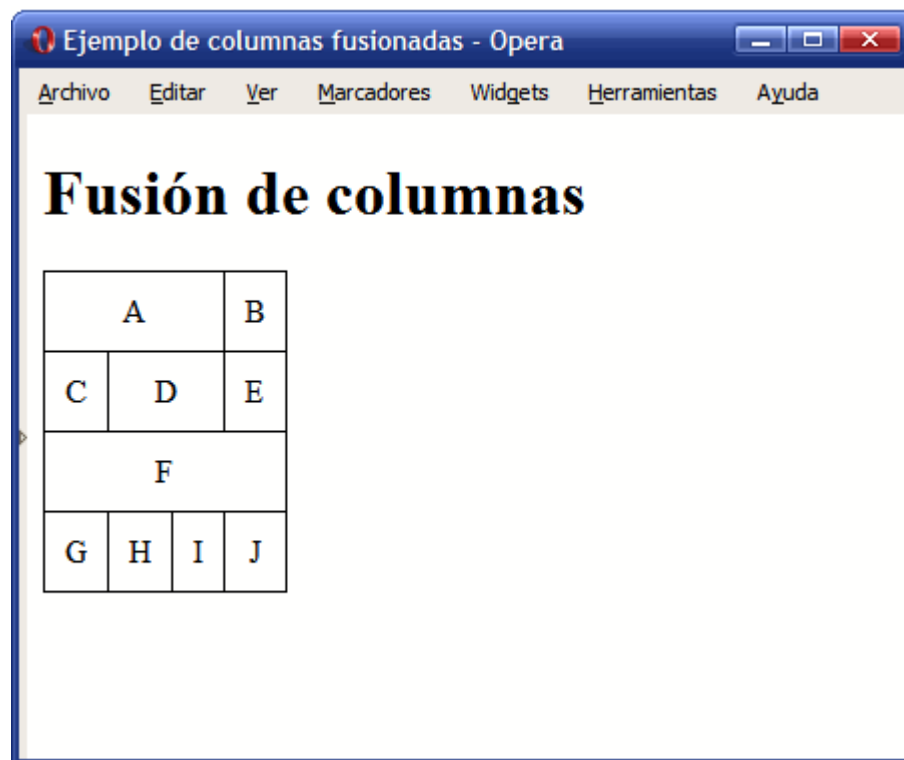 Ejemplo de columnas fusionadas - Opera
Archivo Editar Ver Marcadores Widgets Herramientas Ayuda
Fusión de columnas
A B
C D E
F
G H I J